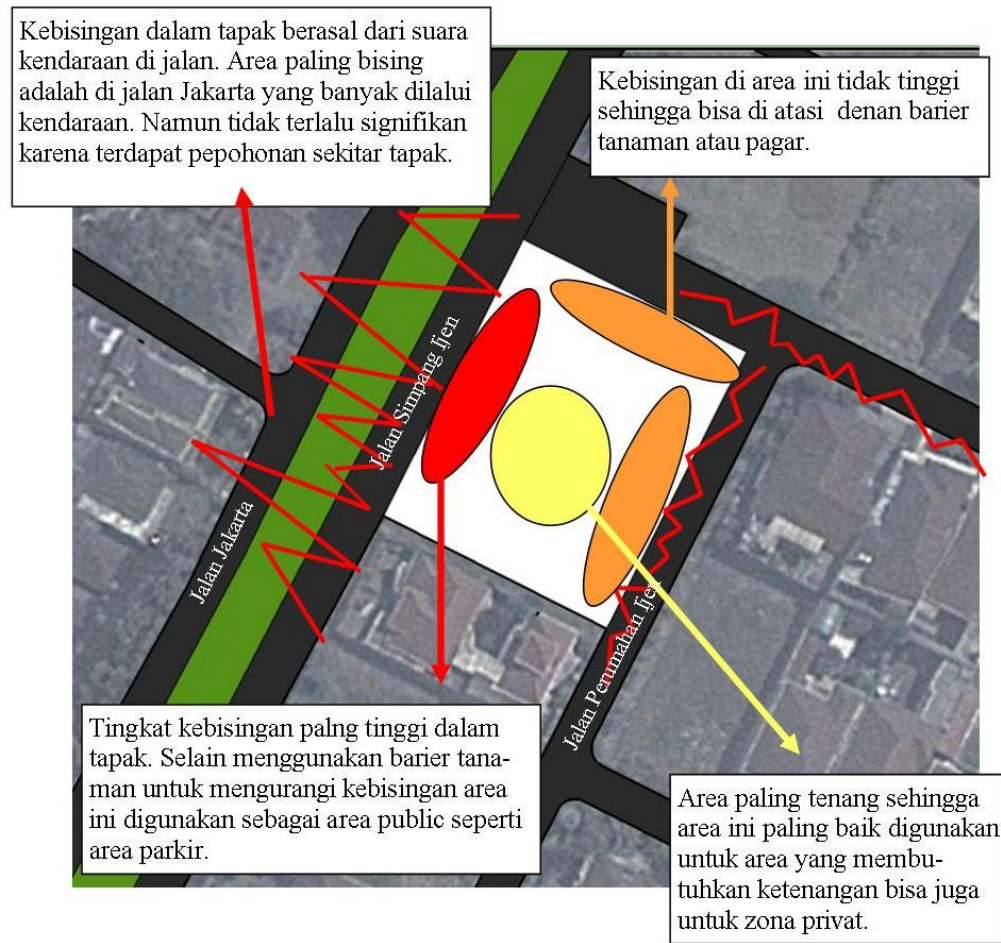 Kebisingan dalam tapak berasal dari suara
kendaraan di jalan. Area paling bising
adalah di jalan Jakarta yang banyak dilalui
kendaraan. Namun tidak terlalu signifikan
karena terdapat pepohonan sekitar tapak.
Kebisingan di area ini tidak tinggi
sehingga bisa di atasi  denan barier
tanaman atau pagar.
Jalan Simpang Ijen
Jalan Jakarta
Jalan Perumahan Ijen
Tingkat kebisingan palng tinggi dalam
tapak. Selain menggunakan barier tana-
man untuk mengurangi kebisingan area
ini digunakan sebagai area public seperti
area parkir.
Area paling tenang sehingga
area ini paling baik digunakan
untuk area yang membu-
tuhkan ketenangan bisa juga
untuk zona privat.